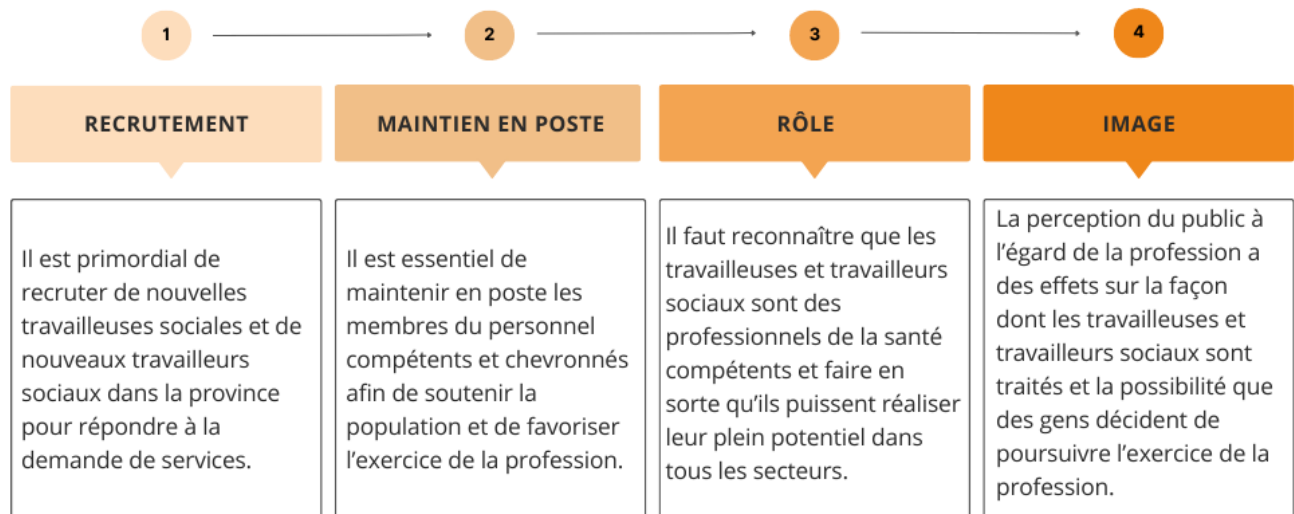 1
2
3
4
RECRUTEMENT
MAINTIEN EN POSTE
RÔLE
IMAGE
Il est primordial de
recruter de nouvelles
travailleuses sociales et de
nouveaux travailleurs
sociaux dans la province
pour répondre à la
demande de services.
Il est essentiel de
maintenir en poste les
membres du personnel
compétents et chevronnés
afin de soutenir la
population et de favoriser
l’exercice de la profession.
Il faut reconnaître que les
travailleuses et travailleurs
sociaux sont des
professionnels de la santé
compétents et faire en
sorte qu’ils puissent réaliser
leur plein potentiel dans
tous les secteurs.
La perception du public à
l’égard de la profession a
des effets sur la façon
dont les travailleuses et
travailleurs sociaux sont
traités et la possibilité que
des gens décident de
poursuivre l’exercice de la
profession.